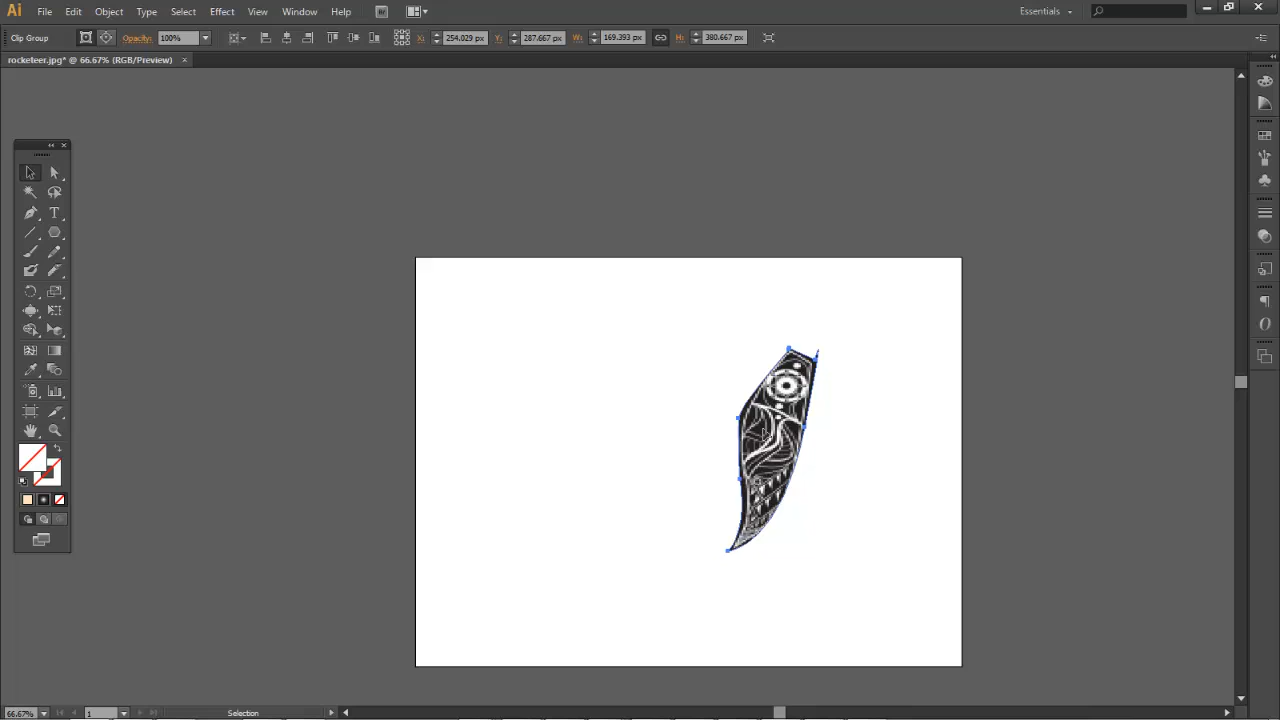 Ai File Edit Object Type Select Effect View Window Help Br Essentials
Clip Group Opacity: 100% X: 254.029 px Y: 287.667 px W: 169.393 px H: 380.667 px
rocketeer.jpg* @ 66.67% (RGB/Preview) ×
T
66.67% 1 Selection